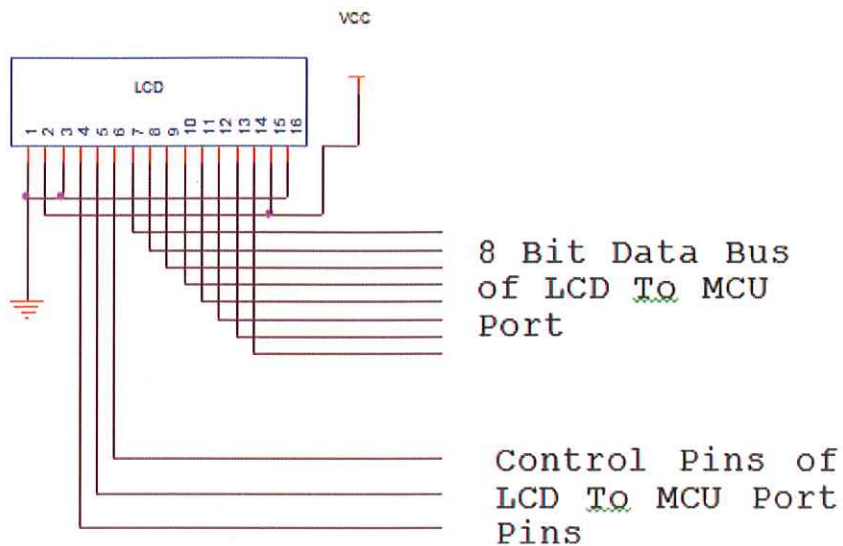 VCC
LCD
1 2 3 4 5 6 7 8 9 10 11 12 13 14 15 16
8 Bit Data Bus
of LCD To MCU
Port
Control Pins of
LCD To MCU Port
Pins